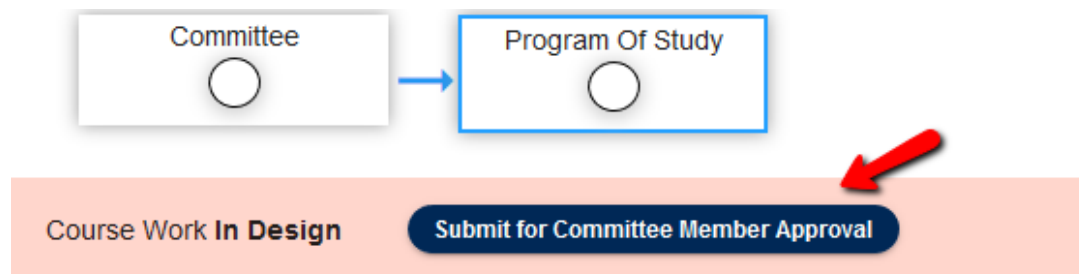 Committee
Program Of Study
Course Work In Design
Submit for Committee Member Approval